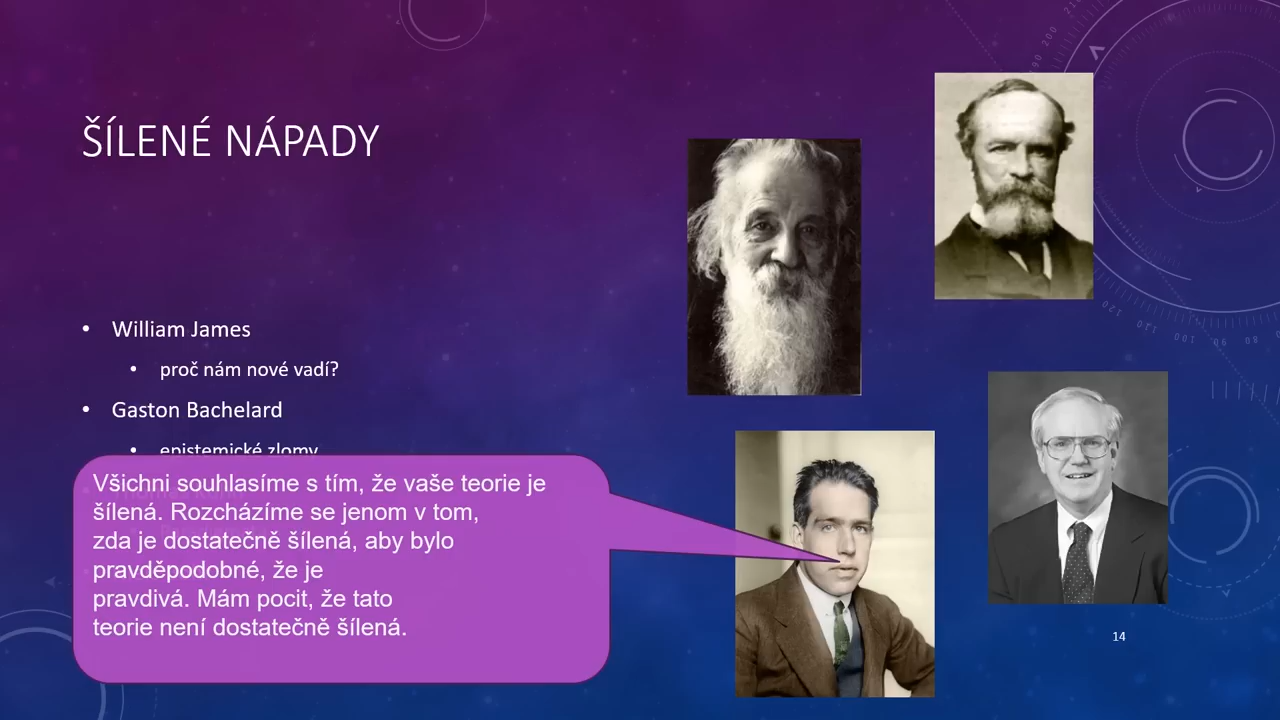 ŠÍLENÉ NÁPADY
• William James
• proč nám nové vadí?
• Gaston Bachelard
• epistemické zlomy
Všichni souhlasíme s tím, že vaše teorie je
šílená. Rozcházíme se jenom v tom,
zda je dostatečně šílená, aby bylo
pravděpodobné, že je
pravdivá. Mám pocit, že tato
teorie není dostatečně šílená.
14